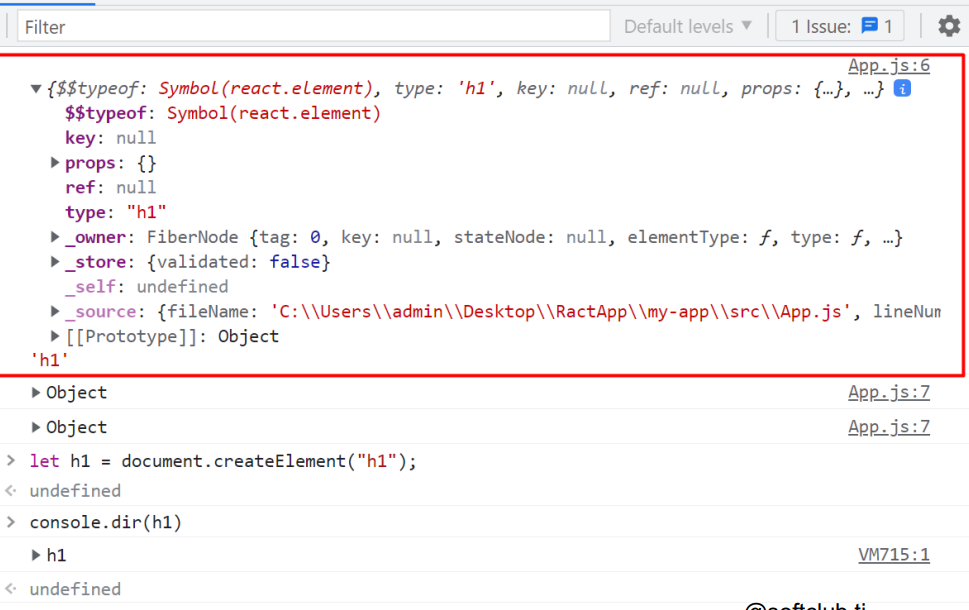 Filter
Default levels ▼
1 Issue: 1
App.js:6
▼{$$typeof: Symbol(react.element), type: 'h1', key: null, ref: null, props: {…}, …} i
$$typeof: Symbol(react.element)
key: null
▶props: {}
ref: null
type: "h1"
▶_owner: FiberNode {tag: 0, key: null, stateNode: null, elementType: ƒ, type: ƒ, …}
▶_store: {validated: false}
_self: undefined
▶_source: {fileName: 'C:\\Users\\admin\\Desktop\\RactApp\\my-app\\src\\App.js', lineNum
▶[[Prototype]]: Object
'h1'
▶Object App.js:7
▶Object App.js:7
> let h1 = document.createElement("h1");
undefined
> console.dir(h1)
▶h1 VM715:1
undefined